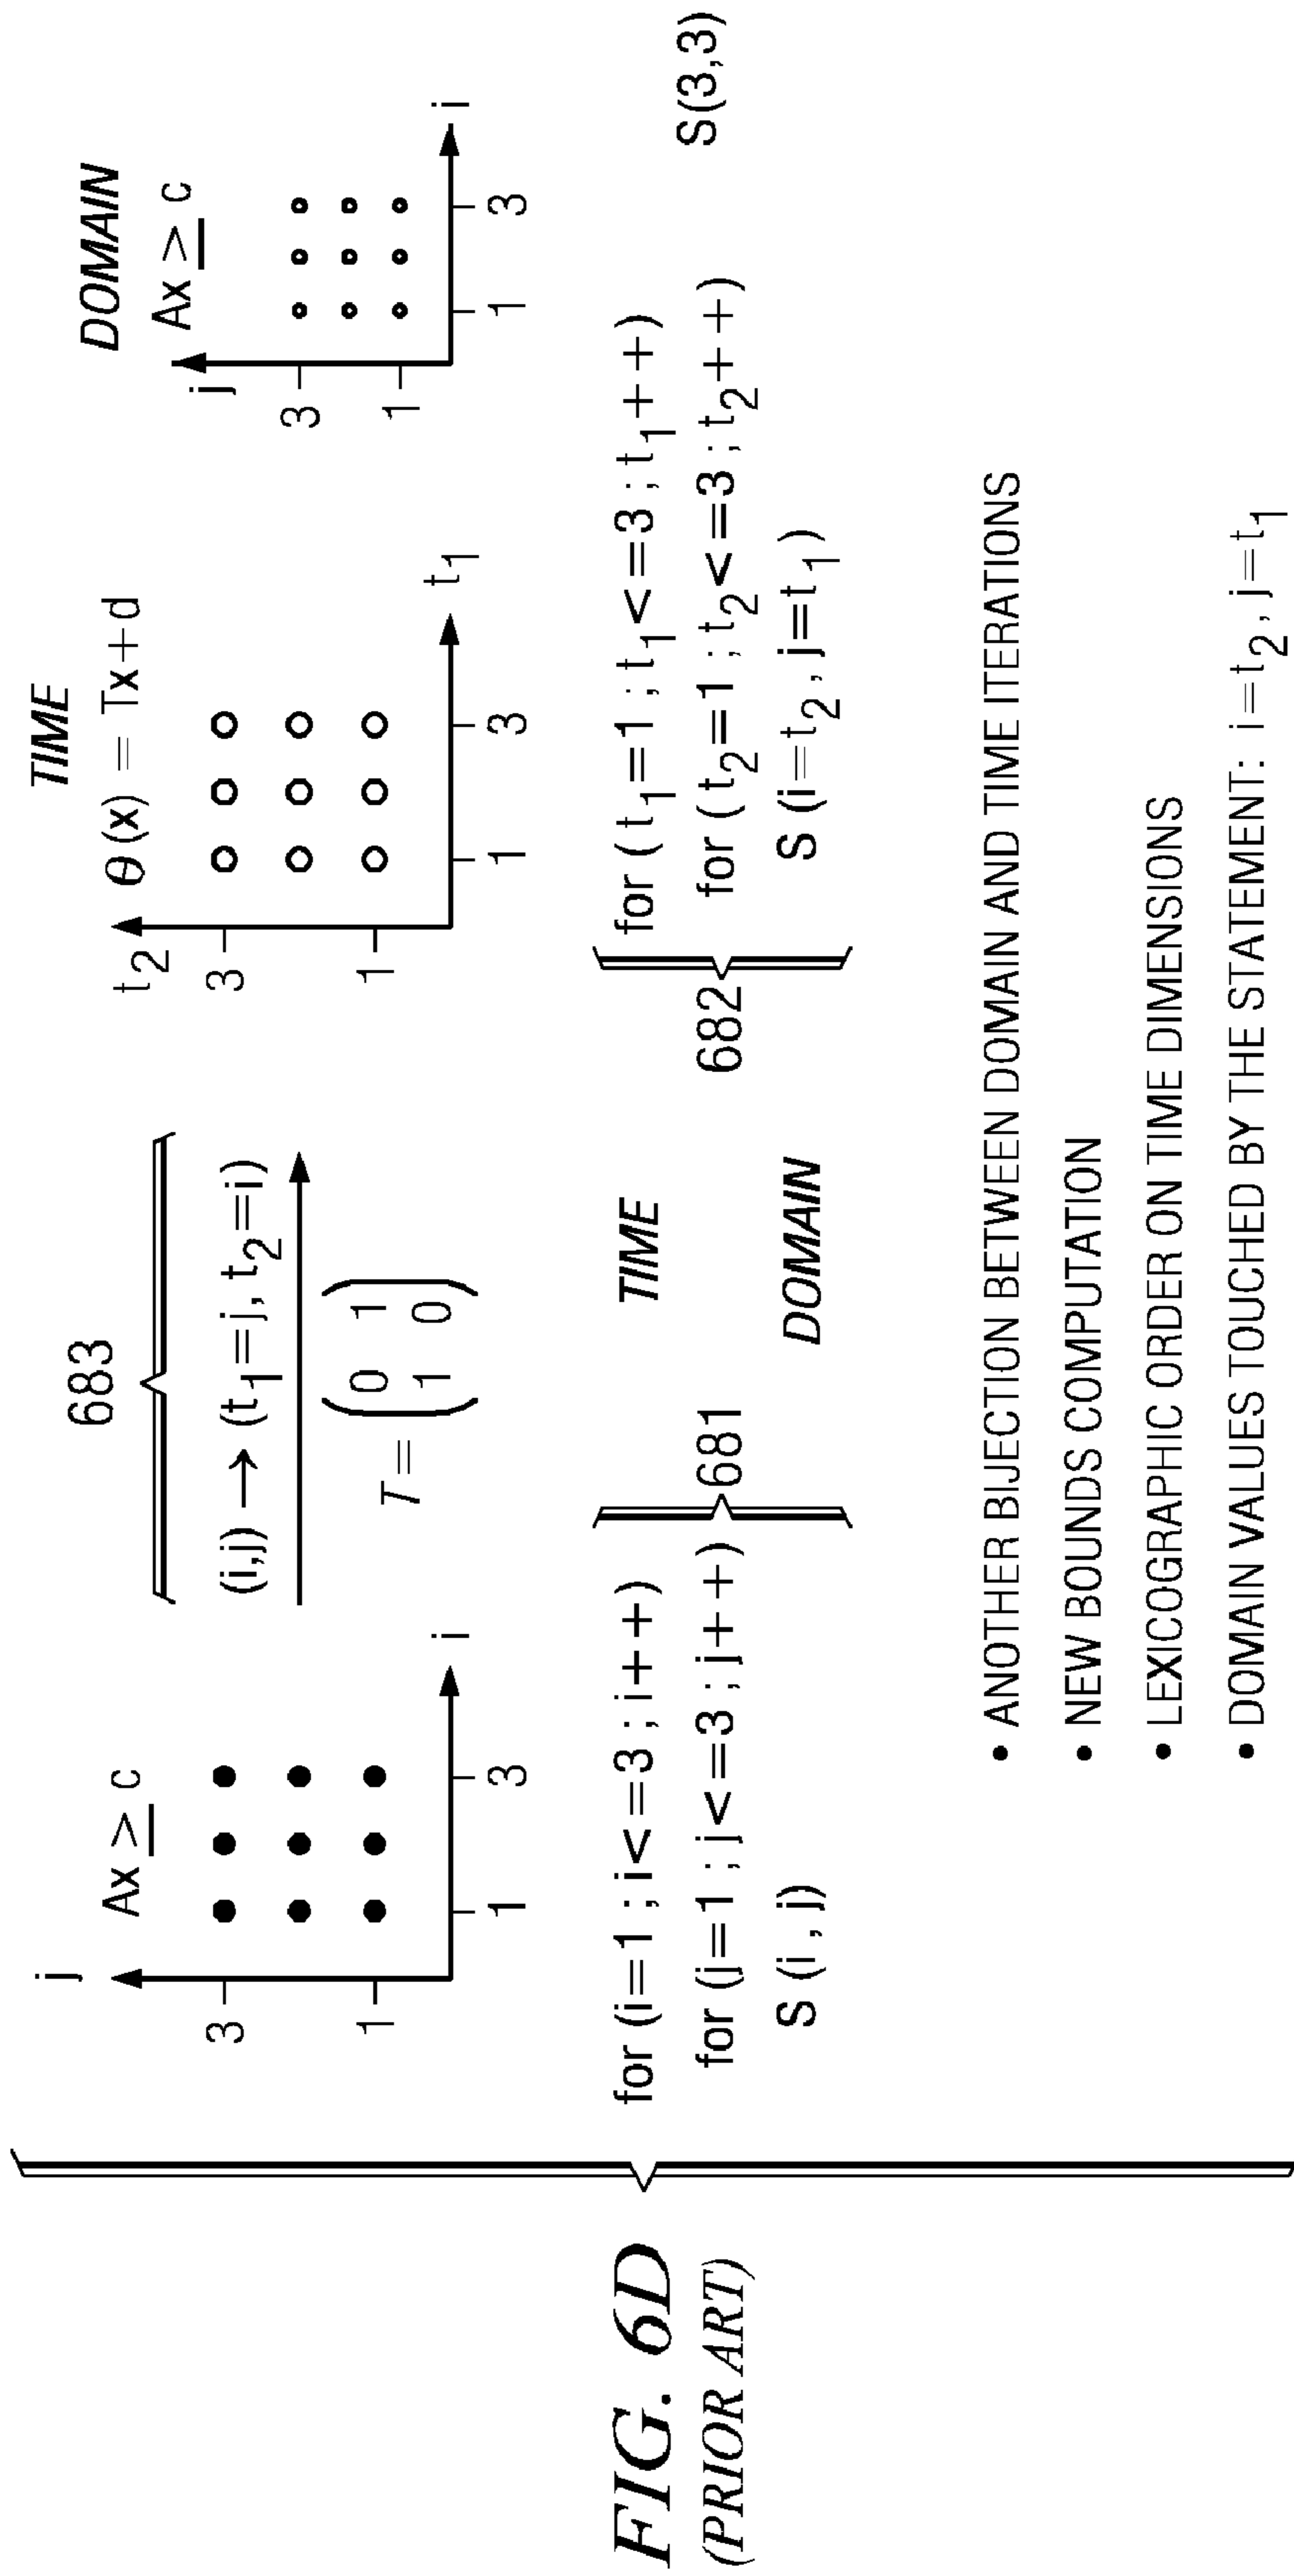 FIG. 6D
(PRIOR ART)
j
Ax ≥ c
3
1
1
3
i
683
(i,j) → (t₁=j, t₂=i)
T = ( 0 1
1 0 )
TIME
t₂
θ(x) = Tx+d
3
1
1
3
t₁
DOMAIN
Ax ≥ c
j
3
1
1
3
i
for (i=1 ; i<=3 ; i++)
for (j=1 ; j<=3 ; j++)
S (i , j)
681
TIME
DOMAIN
682
for ( t₁=1 ; t₁<=3 ; t₁++)
for ( t₂=1 ; t₂<=3 ; t₂++)
S (i=t₂ , j=t₁)
S(3,3)
• ANOTHER BIJECTION BETWEEN DOMAIN AND TIME ITERATIONS
• NEW BOUNDS COMPUTATION
• LEXICOGRAPHIC ORDER ON TIME DIMENSIONS
• DOMAIN VALUES TOUCHED BY THE STATEMENT: i=t₂, j=t₁